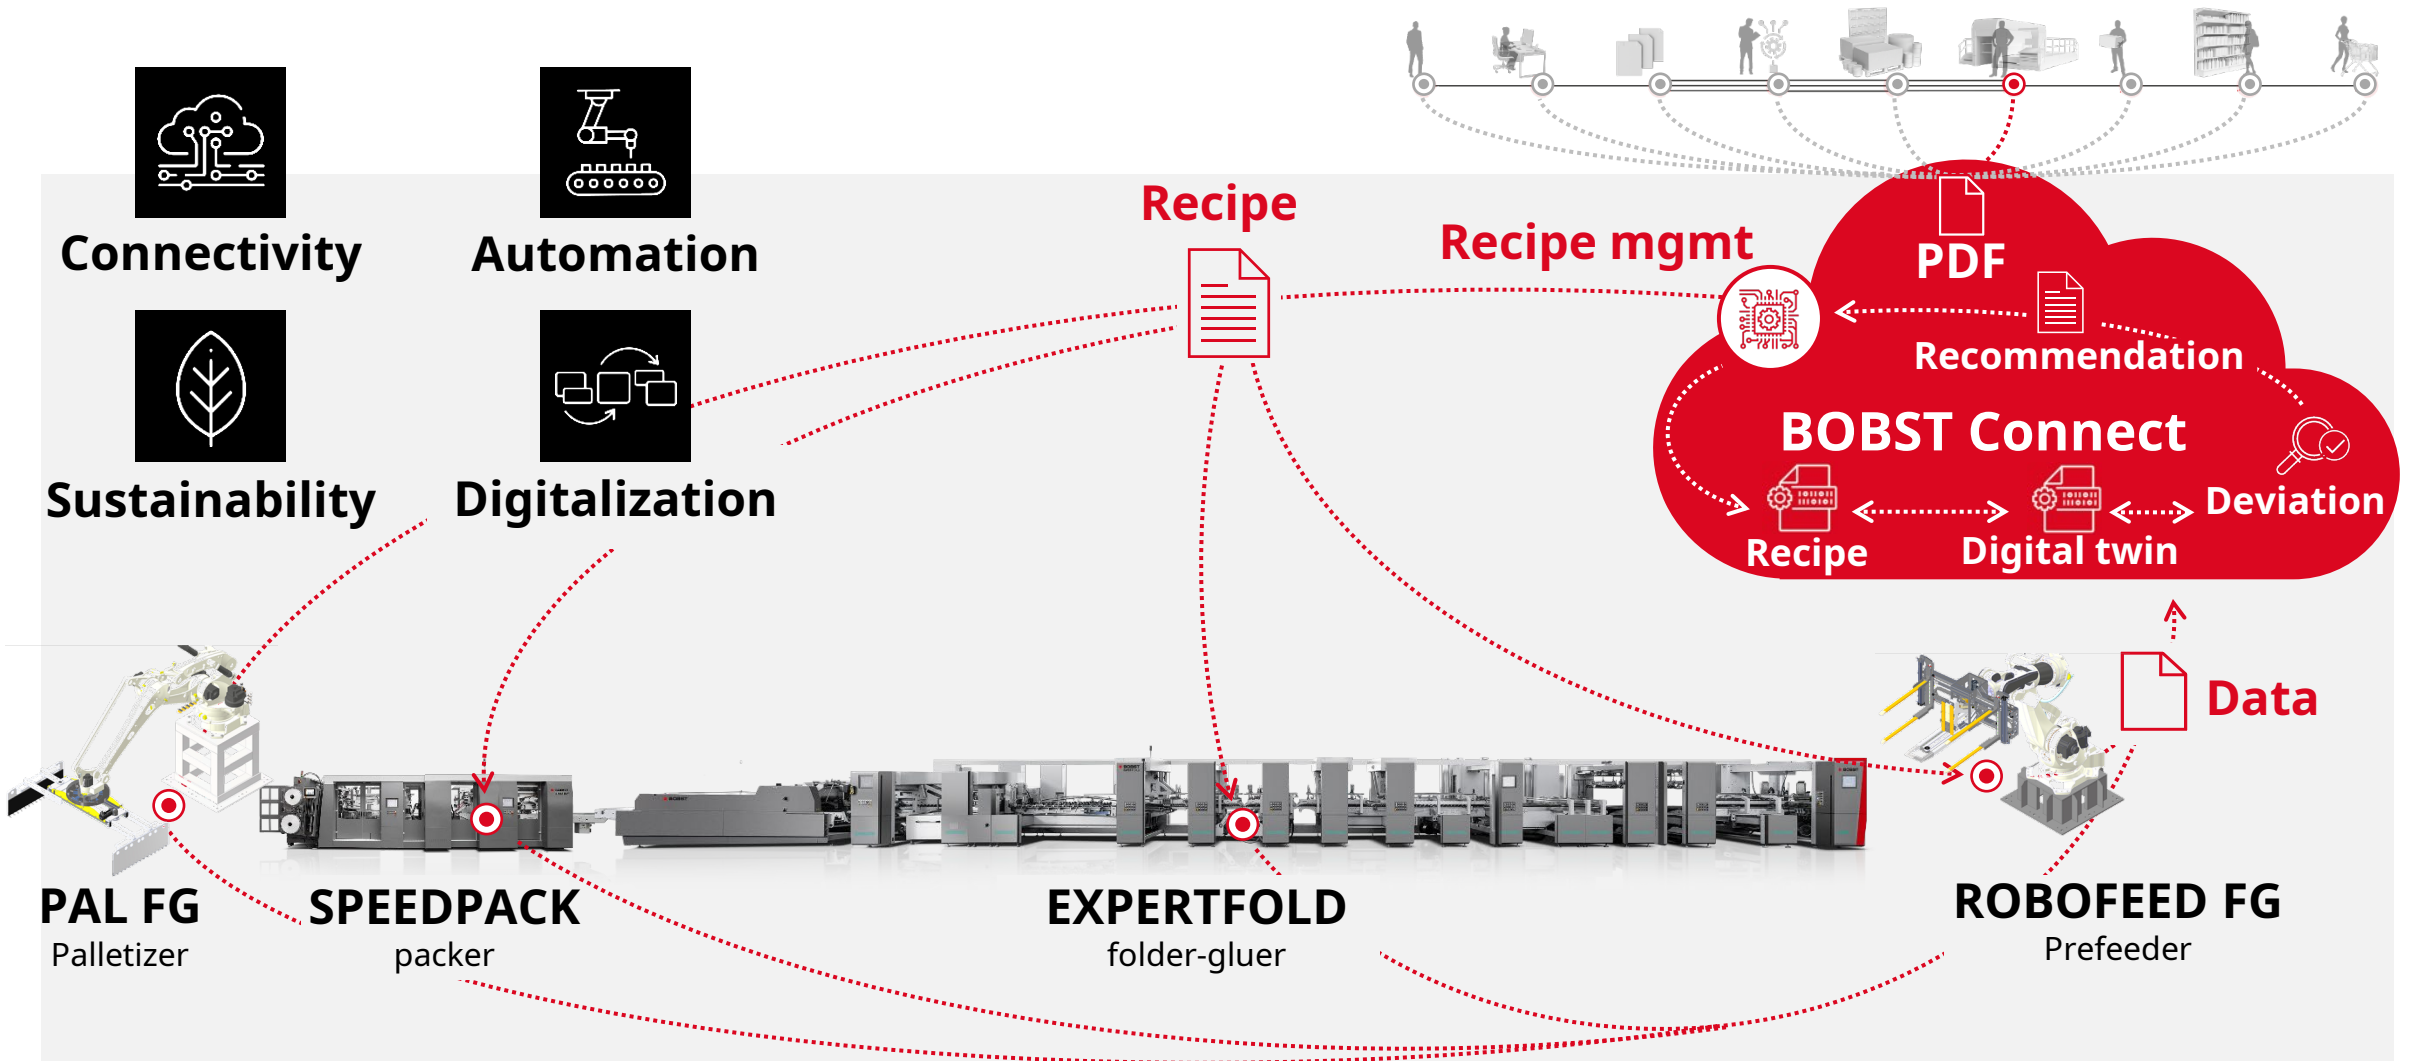 Connectivity
Automation
Sustainability
Digitalization
Recipe
Recipe mgmt
PDF
Recommendation
BOBST Connect
Deviation
Recipe
Digital twin
Data
PAL FG
Palletizer
SPEEDPACK
packer
EXPERTFOLD
folder-gluer
ROBOFEED FG
Prefeeder